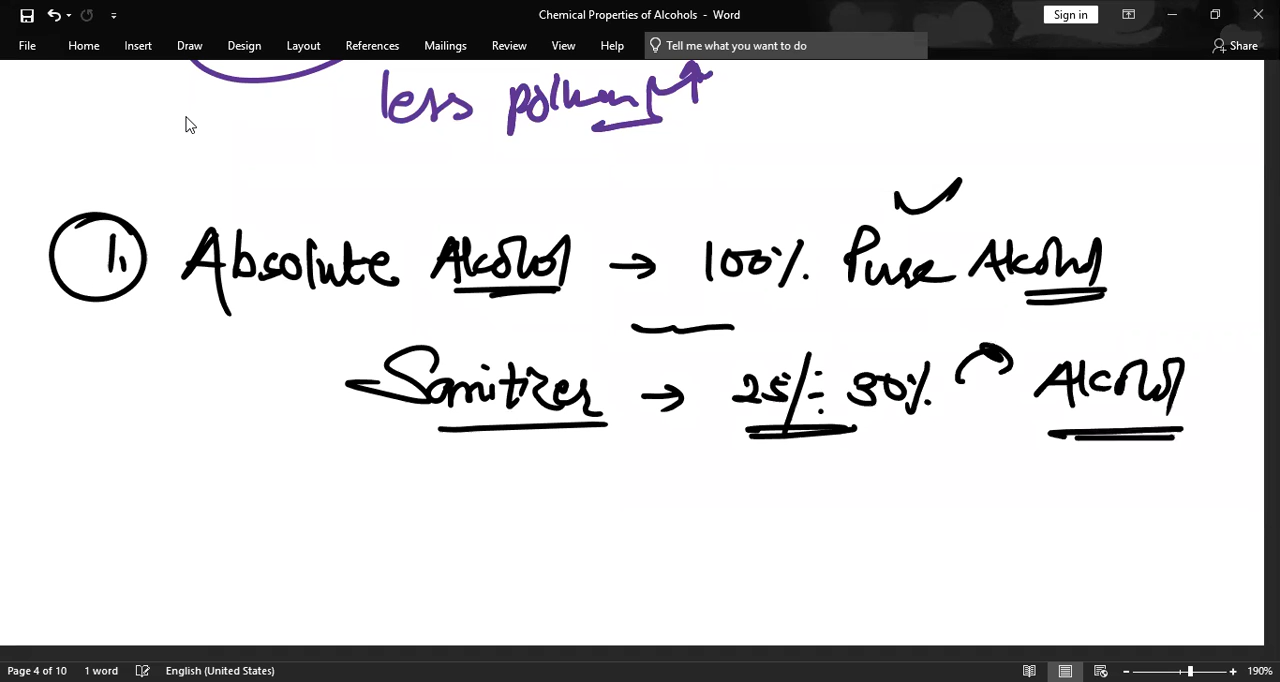 Chemical Properties of Alcohols - Word
Sign in
File Home Insert Draw Design Layout References Mailings Review View Help Tell me what you want to do Share
less
1. Absolute Alcohol → 100% Pure Alcohol
Sanitizer → 25%- 30% Alcohol
Page 4 of 10 1 word English (United States) 190%